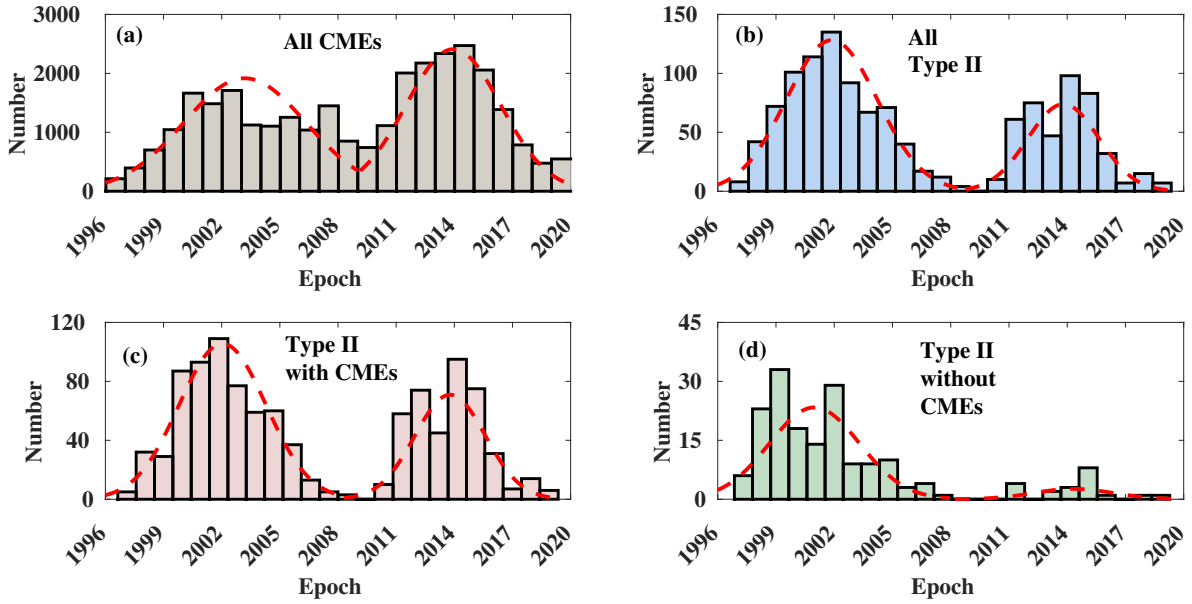 (a)
All CMEs
3000
2000
1000
0
Number
1996
1999
2002
2005
2008
2011
2014
2017
2020
Epoch
(b)
All
Type II
150
100
50
0
Number
1996
1999
2002
2005
2008
2011
2014
2017
2020
Epoch
(c)
Type II
with CMEs
120
80
40
0
Number
1996
1999
2002
2005
2008
2011
2014
2017
2020
Epoch
(d)
Type II
without
CMEs
45
30
15
0
Number
1996
1999
2002
2005
2008
2011
2014
2017
2020
Epoch